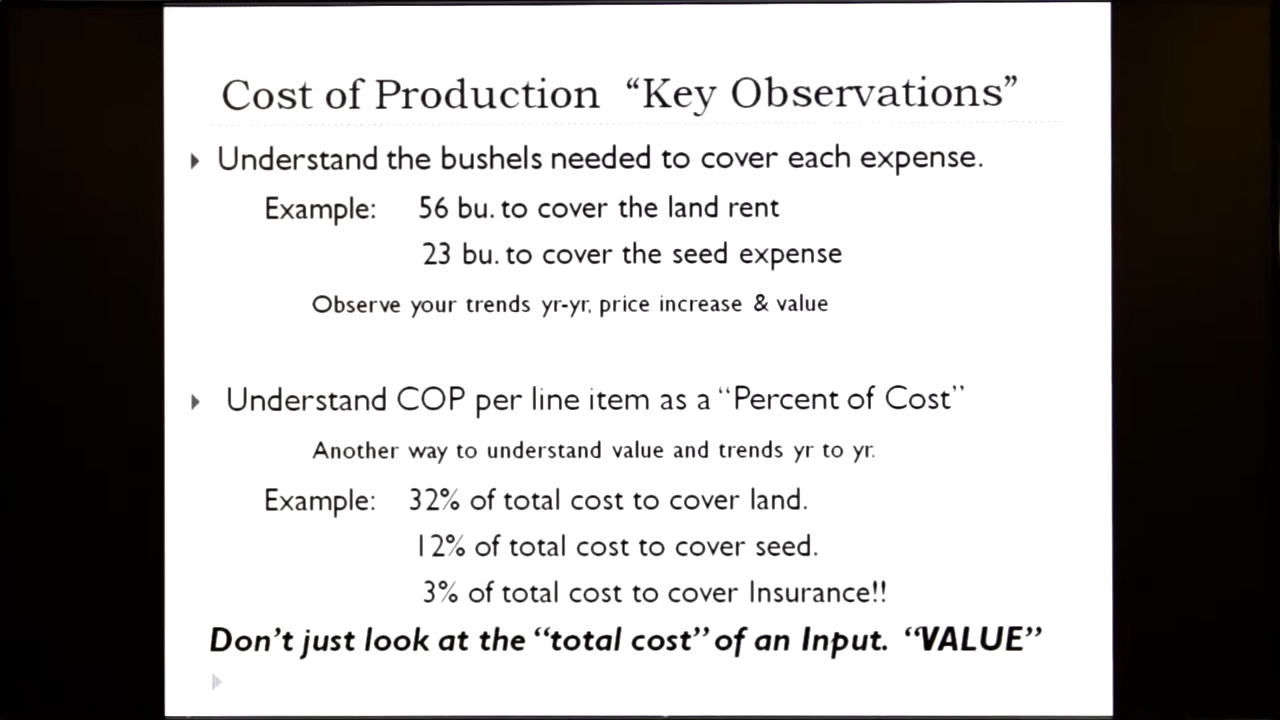 Cost of Production “Key Observations”
Understand the bushels needed to cover each expense.
Example: 56 bu. to cover the land rent
23 bu. to cover the seed expense
Observe your trends yr-yr, price increase & value
Understand COP per line item as a “Percent of Cost”
Another way to understand value and trends yr to yr.
Example: 32% of total cost to cover land.
12% of total cost to cover seed.
3% of total cost to cover Insurance!!
Don’t just look at the “total cost” of an Input. “VALUE”